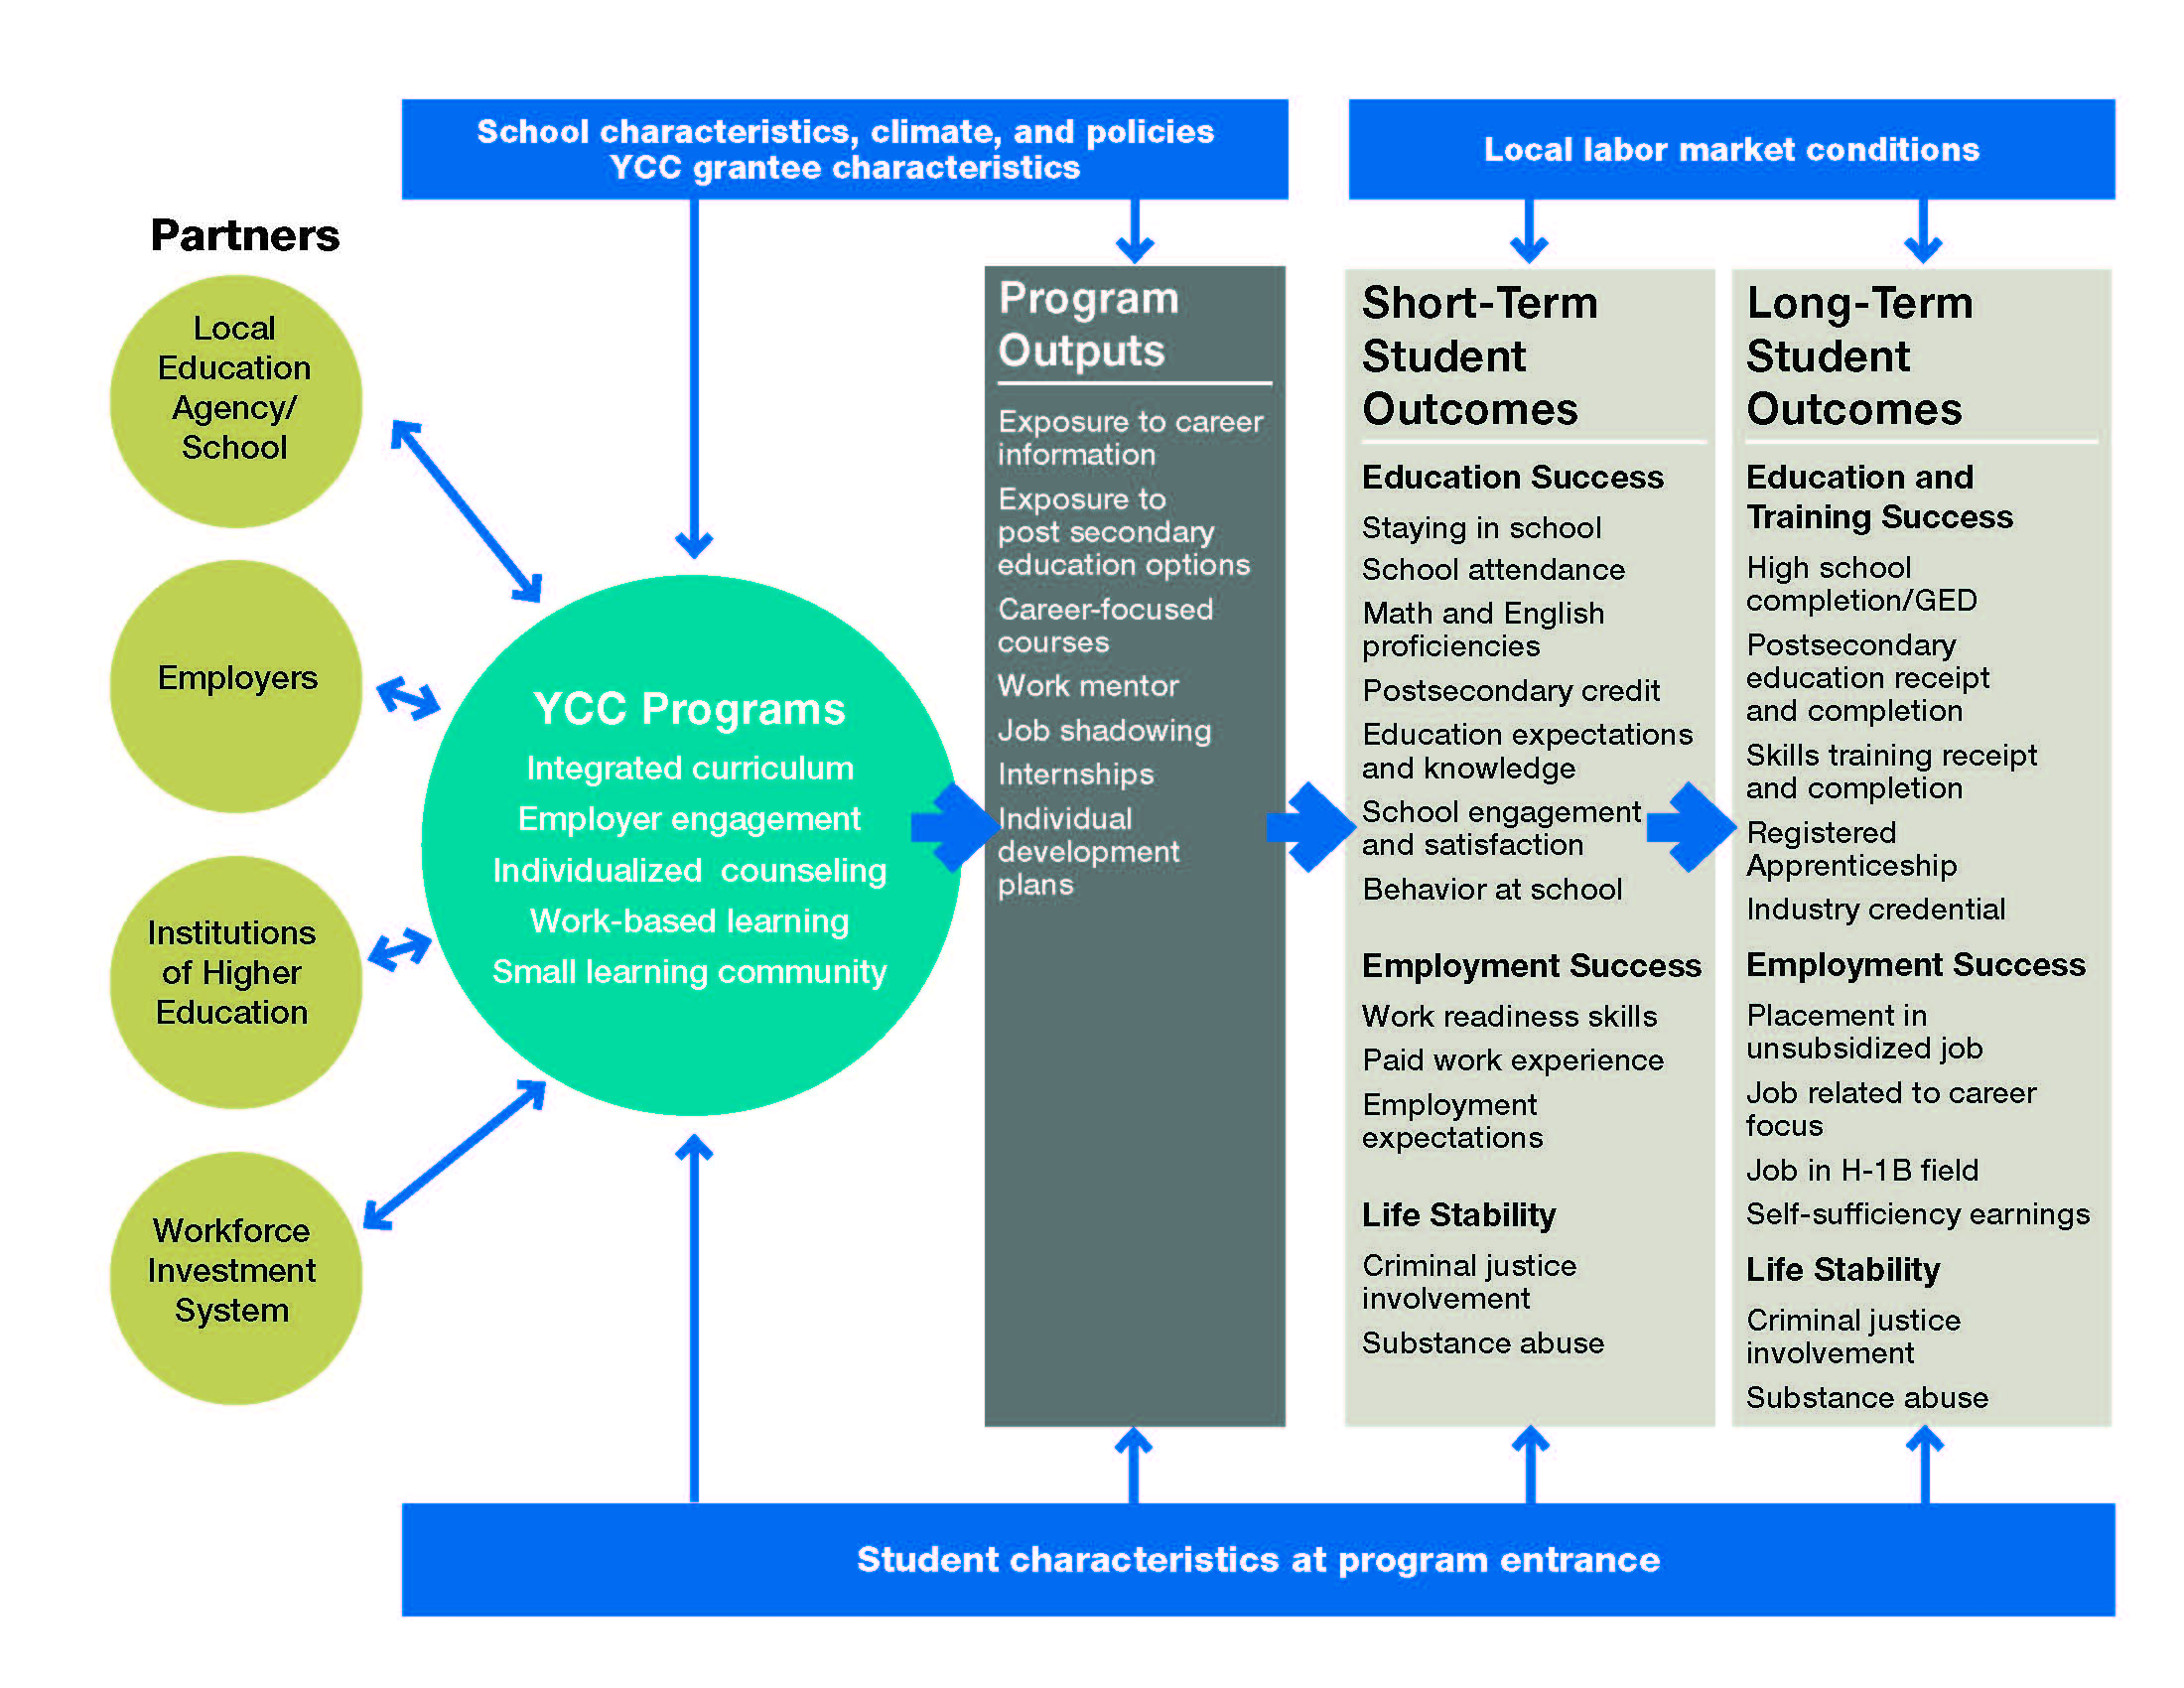 School characteristics, climate, and policies
YCC grantee characteristics
Local labor market conditions
Partners
Local
Education
Agency/
School
Employers
Institutions
of Higher
Education
Workforce
Investment
System
YCC Programs
Integrated curriculum
Employer engagement
Individualized counseling
Work-based learning
Small learning community
Program
Outputs
Exposure to career
information
Exposure to
post secondary
education options
Career-focused
courses
Work mentor
Job shadowing
Internships
Individual
development
plans
Short-Term
Student
Outcomes
Education Success
Staying in school
School attendance
Math and English
proficiencies
Postsecondary credit
Education expectations
and knowledge
School engagement
and satisfaction
Behavior at school
Employment Success
Work readiness skills
Paid work experience
Employment
expectations
Life Stability
Criminal justice
involvement
Substance abuse
Long-Term
Student
Outcomes
Education and
Training Success
High school
completion/GED
Postsecondary
education receipt
and completion
Skills training receipt
and completion
Registered
Apprenticeship
Industry credential
Employment Success
Placement in
unsubsidized job
Job related to career
focus
Job in H-1B field
Self-sufficiency earnings
Life Stability
Criminal justice
involvement
Substance abuse
Student characteristics at program entrance